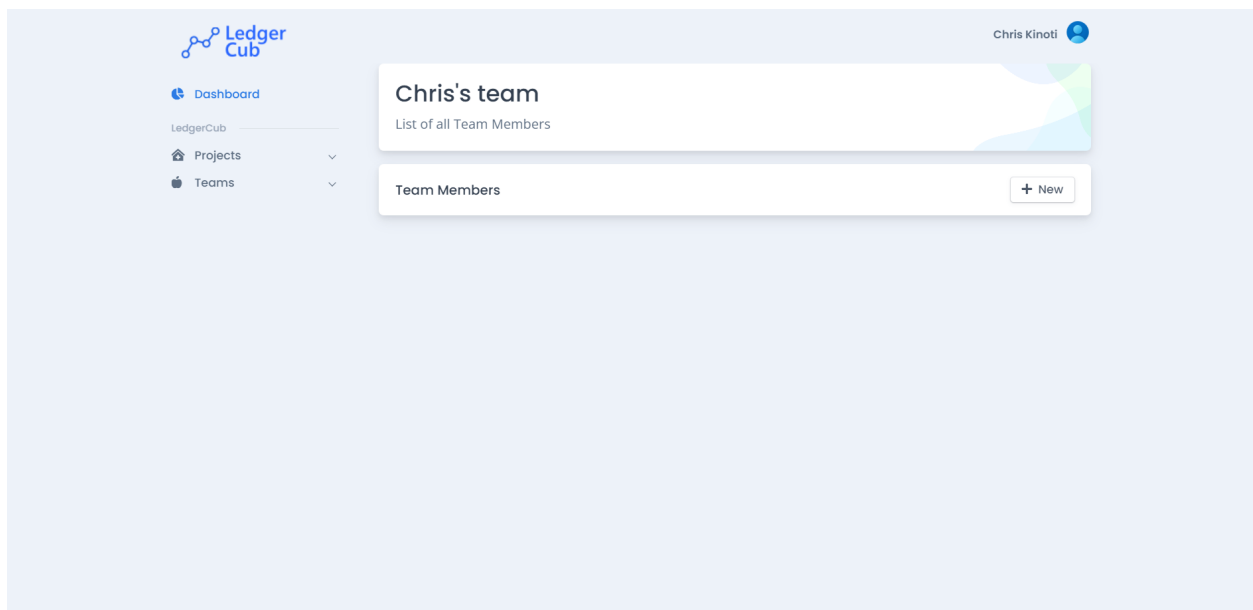 Ledger
Cub
Chris Kinoti
Dashboard
LedgerCub
Projects
Teams
Chris's team
List of all Team Members
Team Members
+ New